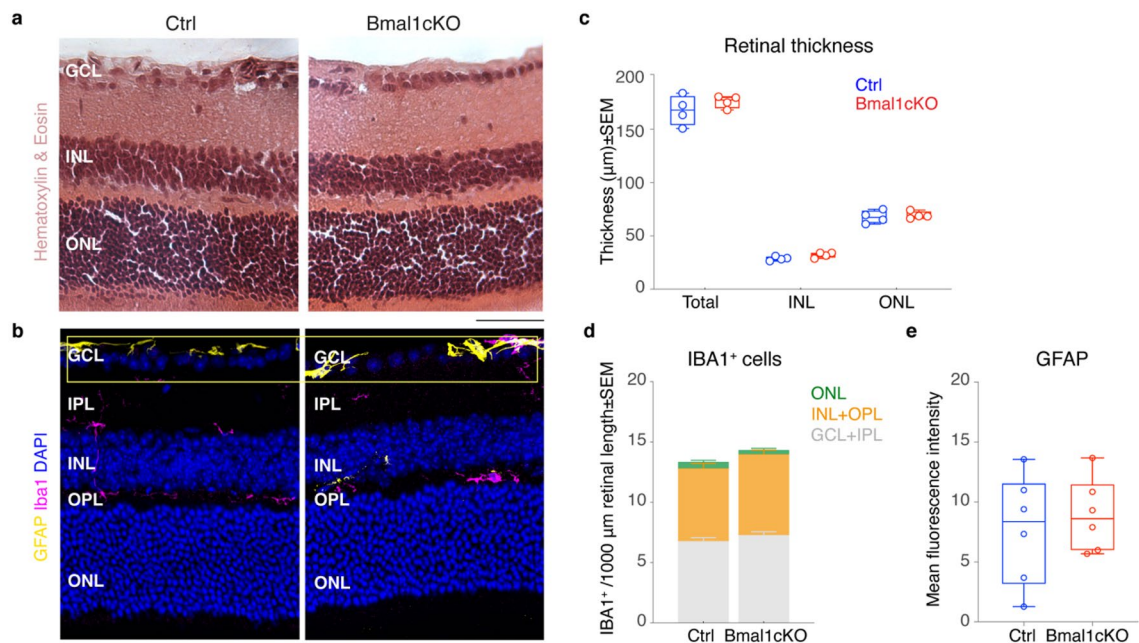 a
Ctrl
Bmal1cKO
Hematoxylin & Eosin
GCL
INL
ONL
b
GFAP Iba1 DAPI
GCL
IPL
INL
OPL
ONL
GCL
IPL
INL
OPL
ONL
c
Retinal thickness
Ctrl
Bmal1cKO
Thickness (µm)±SEM
200
150
100
50
0
Total
INL
ONL
d
IBA1⁺ cells
ONL
INL+OPL
GCL+IPL
IBA1⁺ /1000 µm retinal length±SEM
20
15
10
5
0
Ctrl
Bmal1cKO
e
GFAP
Mean fluorescence intensity
20
15
10
5
0
Ctrl
Bmal1cKO